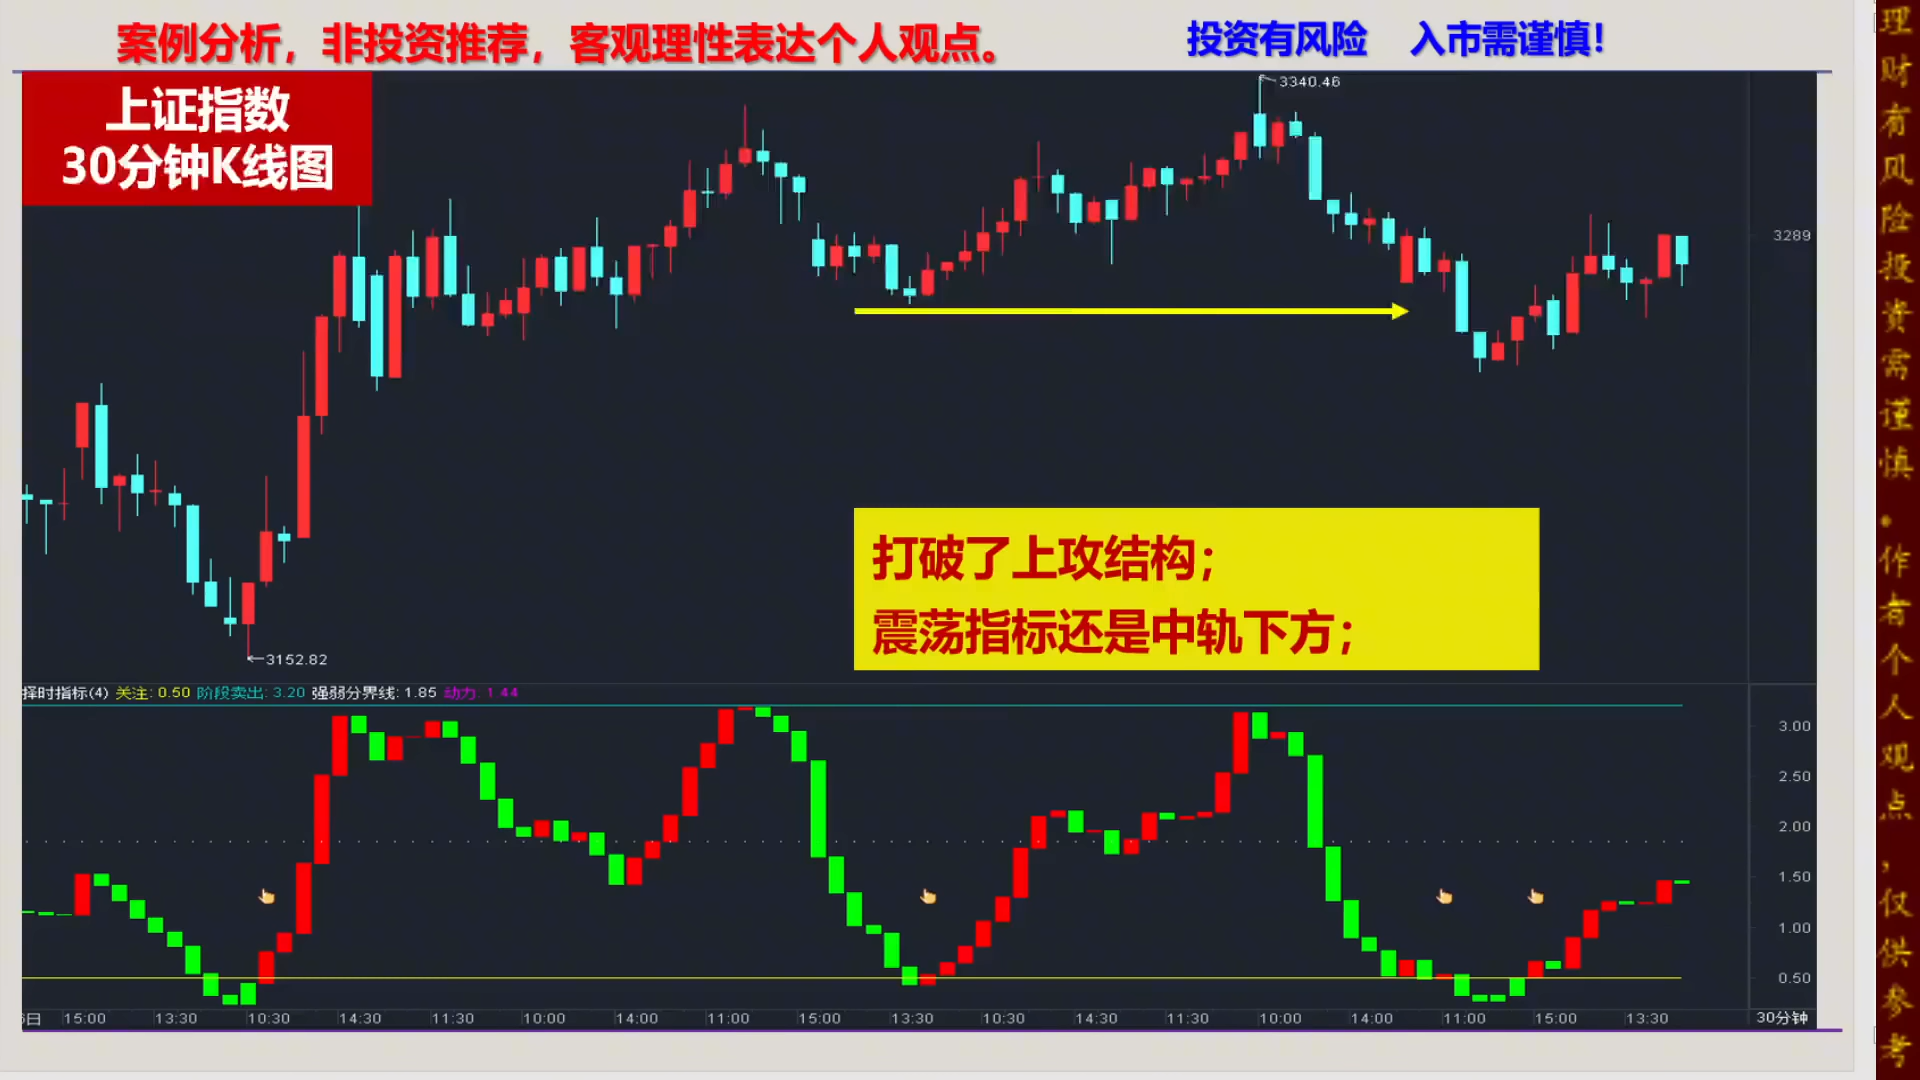 案例分析，非投资推荐，客观理性表达个人观点。
投资有风险 入市需谨慎！
上证指数
30分钟K线图
3340.46
3289
打破了上攻结构；
震荡指标还是中轨下方；
3152.82
择时指标(4) 关注: 0.50 阶段卖出: 3.20 强弱分界线: 1.85 动力: 1.44
3.00
2.50
2.00
1.50
1.00
0.50
日 15:00 13:30 10:30 14:30 11:30 10:00 14:00 11:00 15:00 13:30 10:30 14:30 11:30 10:00 14:00 11:00 15:00 13:30 30分钟
理财有风险投资需谨慎。作者个人观点，仅供参考